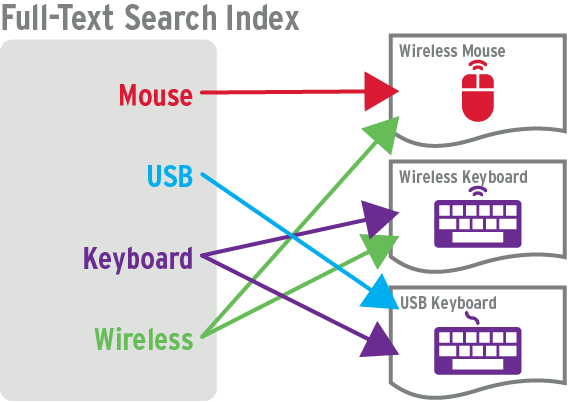 Full-Text Search Index
Mouse
USB
Keyboard
Wireless
Wireless Mouse
Wireless Keyboard
USB Keyboard